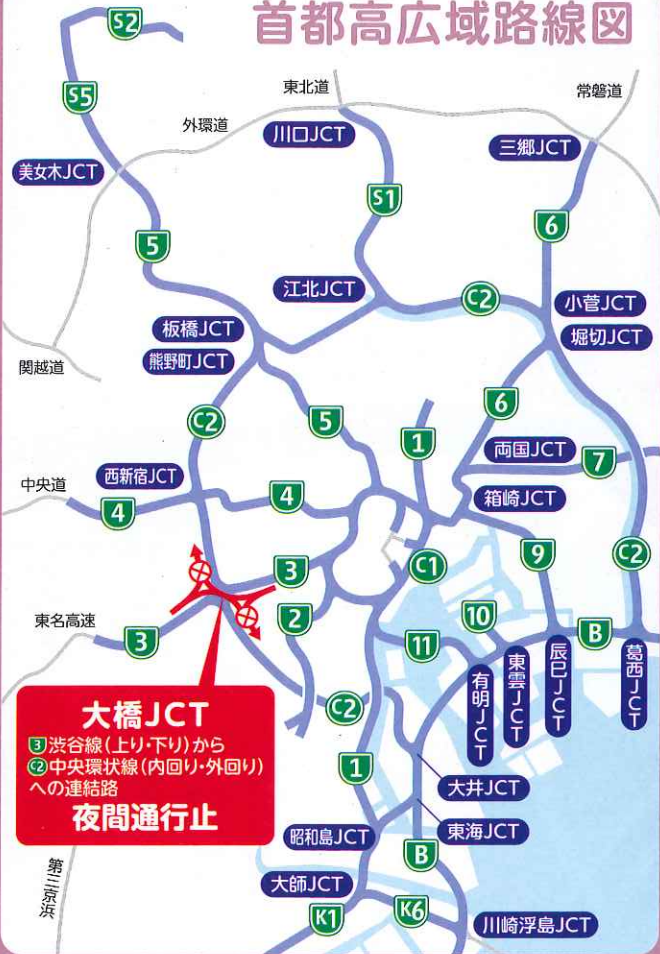 首都高広域路線図
S2
東北道
常磐道
S5
外環道
川口JCT
三郷JCT
美女木JCT
S1
6
5
江北JCT
C2
小菅JCT
板橋JCT
堀切JCT
熊野町JCT
関越道
C2
5
6
1
両国JCT
7
西新宿JCT
中央道
4
4
箱崎JCT
9
C2
C1
3
東名高速
3
2
10
B
11
有明JCT
東雲JCT
辰巳JCT
葛西JCT
大橋JCT
3渋谷線(上り・下り)から
C2中央環状線(内回り・外回り)
への連結路
夜間通行止
C2
1
大井JCT
昭和島JCT
東海JCT
B
第三京浜
大師JCT
K1
K6
川崎浮島JCT